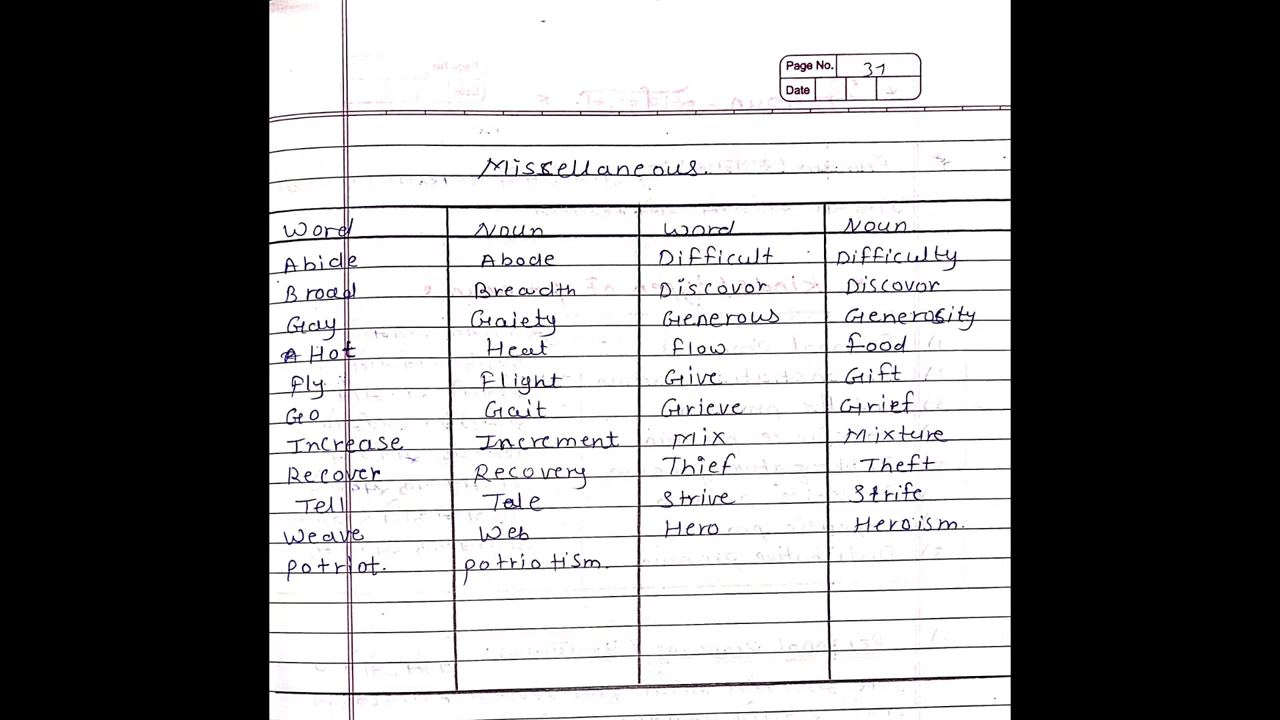 Page No. 31
Date
Missellaneous.
Word Noun Word Noun.
Abide Abode Difficult Difficulty
Broad Breadth Discovor Discovor
Gay Gaiety Generous Generosity
Hot Heat Flow Food
Fly Flight Give Gift
Go Gait Grieve Grief
Increase Increment Mix Mixture
Recover Recovery Thief Theft
Tell Tale Strive Strife
Weave Web Hero Heroism.
Potriot. Potriotism.